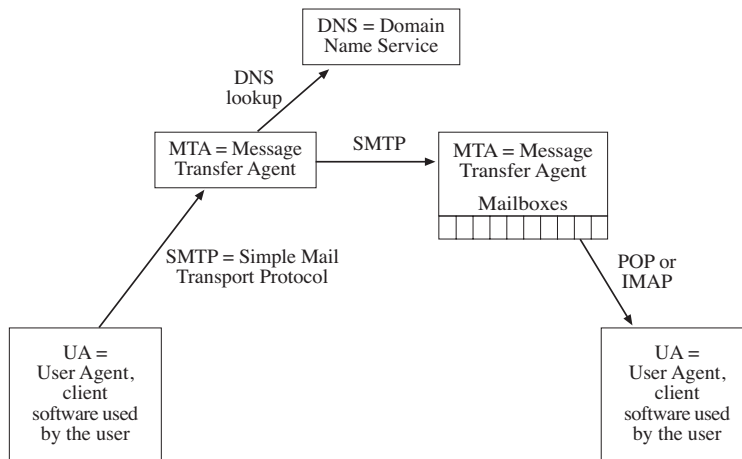 DNS = Domain
Name Service
DNS
lookup
MTA = Message
Transfer Agent
SMTP
MTA = Message
Transfer Agent
Mailboxes
SMTP = Simple Mail
Transport Protocol
POP or
IMAP
UA =
User Agent,
client
software used
by the user
UA =
User Agent,
client
software used
by the user